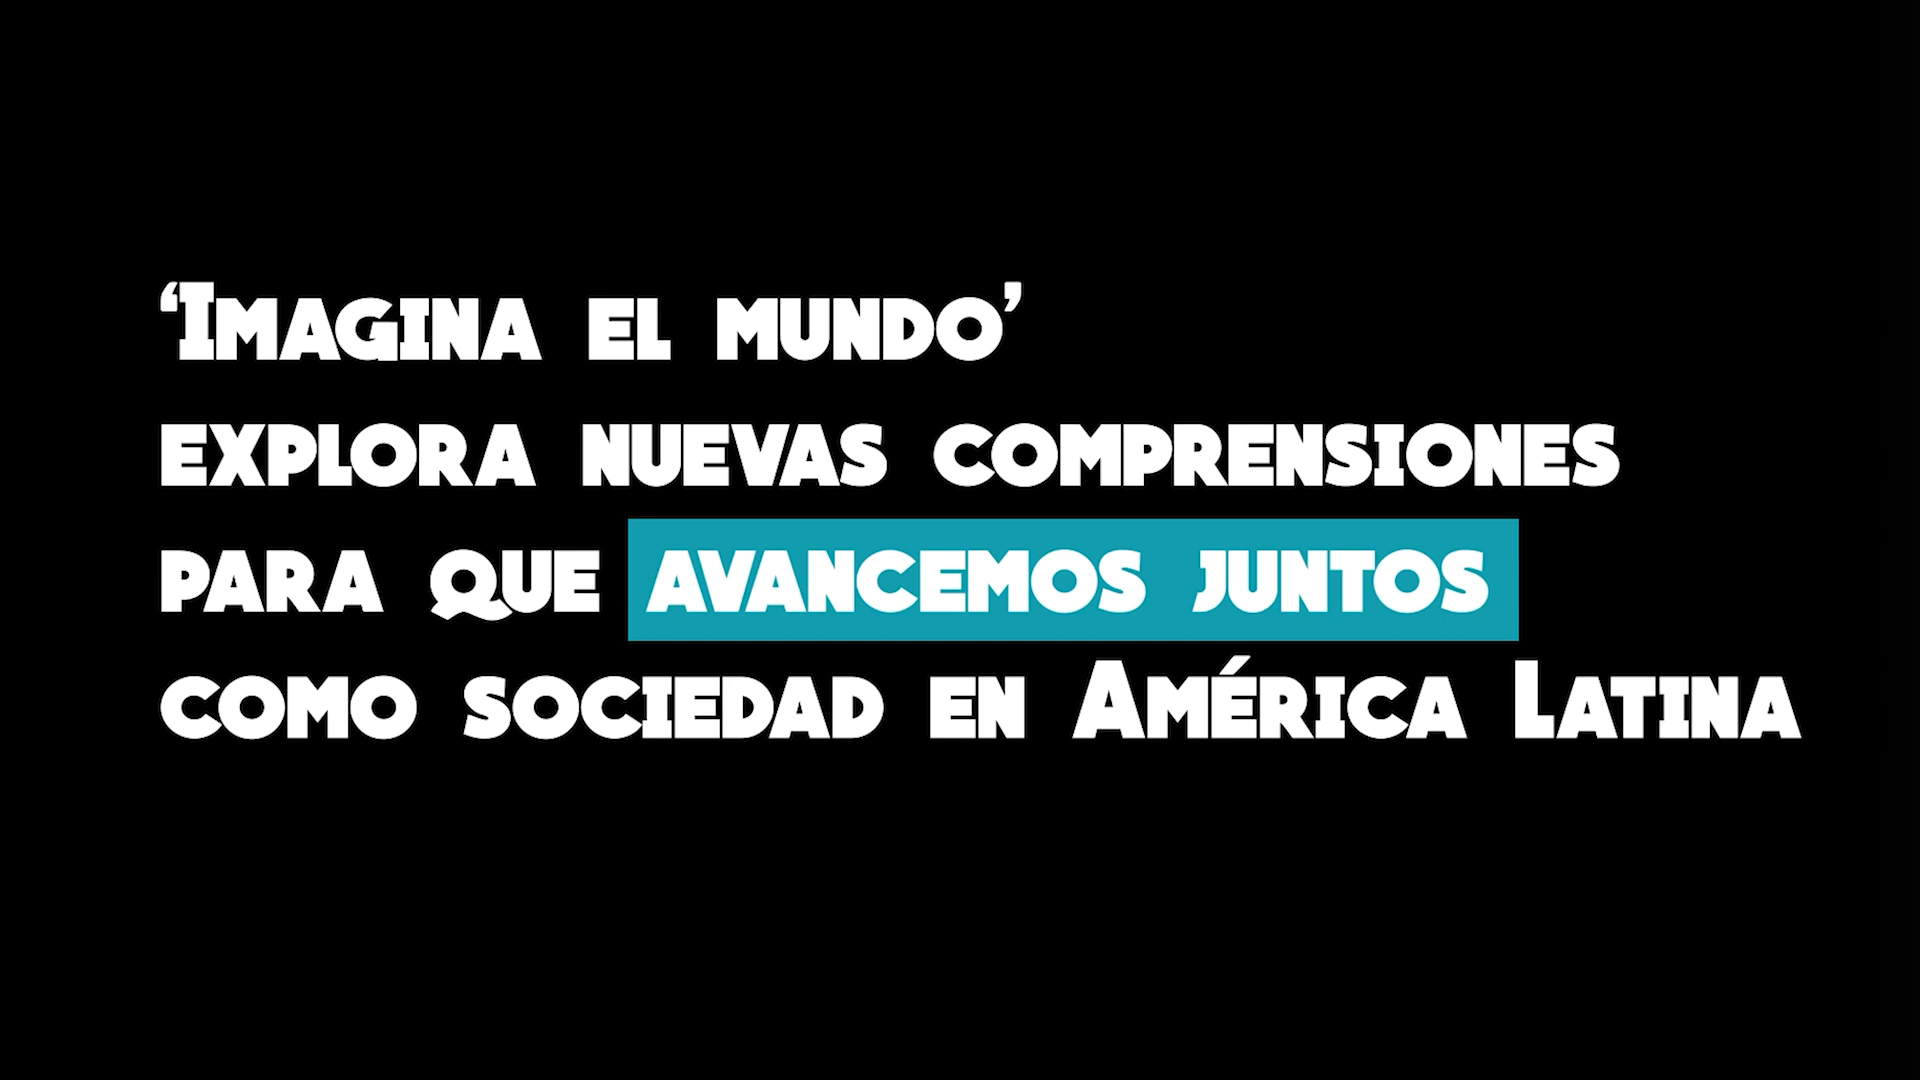 ‘Imagina el mundo’
explora nuevas comprensiones
para que avancemos juntos
como sociedad en América Latina